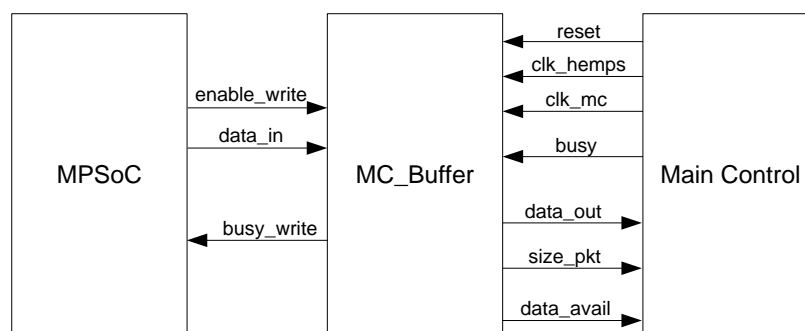 MPSoC
enable_write
data_in
busy_write
MC_Buffer
reset
clk_hemps
clk_mc
busy
data_out
size_pkt
data_avail
Main Control